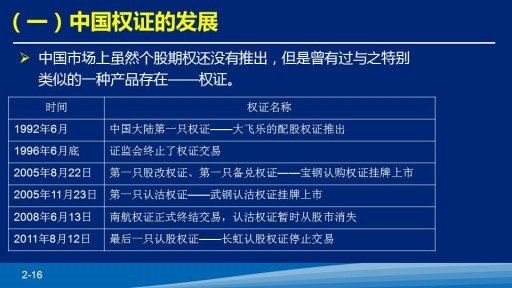 （一）中国权证的发展
中国市场上虽然个股期权还没有推出，但是曾有过与之特别
类似的一种产品存在——权证。
时间 权证名称
1992年6月 中国大陆第一只权证——大飞乐的配股权证推出
1996年6月底 证监会终止了权证交易
2005年8月22日 第一只股改权证、第一只备兑权证——宝钢认购权证挂牌上市
2005年11月23日 第一只认沽权证——武钢认沽权证挂牌上市
2008年6月13日 南航权证正式终结交易，认沽权证暂时从股市消失
2011年8月12日 最后一只认股权证——长虹认股权证停止交易
2-16